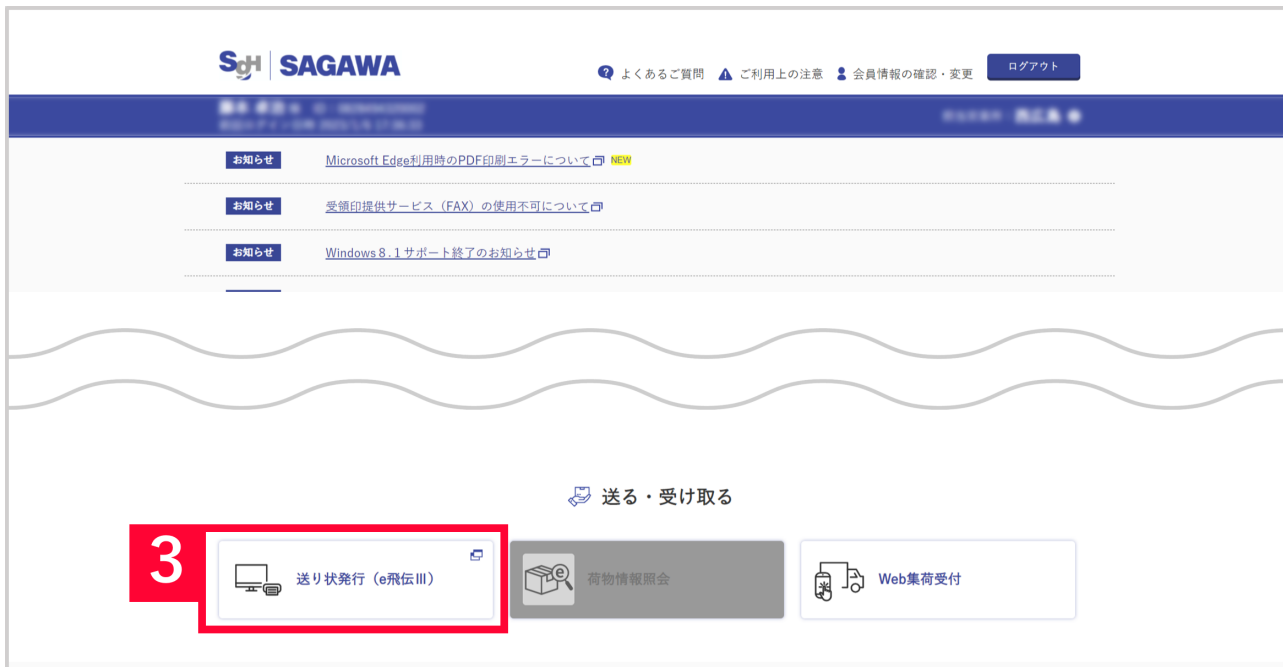 SgH SAGAWA
よくあるご質問 ご利用上の注意 会員情報の確認・変更 ログアウト
お知らせ Microsoft Edge利用時のPDF印刷エラーについて NEW
お知らせ 受領印提供サービス（FAX）の使用不可について
お知らせ Windows８.１サポート終了のお知らせ
送る・受け取る
3
送り状発行（e飛伝Ⅲ） 荷物情報照会 Web集荷受付